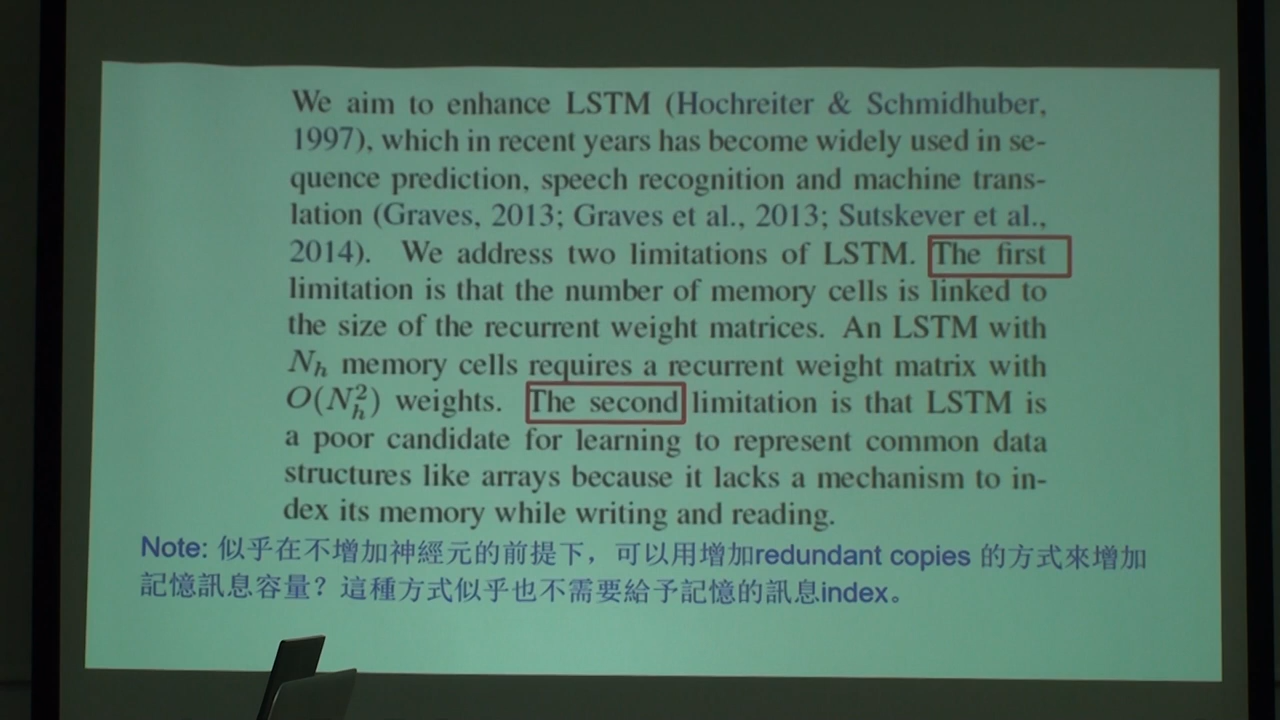 We aim to enhance LSTM (Hochreiter & Schmidhuber,
1997), which in recent years has become widely used in se-
quence prediction, speech recognition and machine trans-
lation (Graves, 2013; Graves et al., 2013; Sutskever et al.,
2014). We address two limitations of LSTM. The first
limitation is that the number of memory cells is linked to
the size of the recurrent weight matrices. An LSTM with
N_h memory cells requires a recurrent weight matrix with
O(N_h^2) weights. The second limitation is that LSTM is
a poor candidate for learning to represent common data
structures like arrays because it lacks a mechanism to in-
dex its memory while writing and reading.
Note: 似乎在不增加神經元的前提下，可以用增加redundant copies 的方式來增加
記憶訊息容量？這種方式似乎也不需要給予記憶的訊息index。